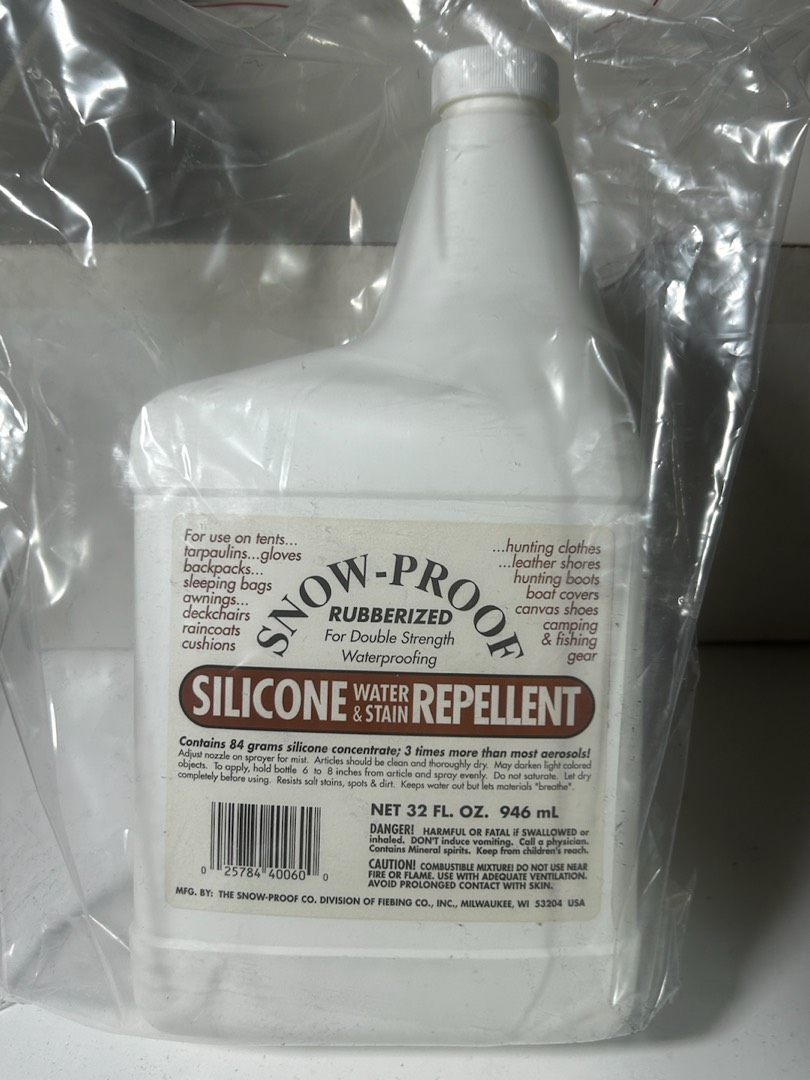 For use on tents...
tarpaulins...gloves
backpacks...
sleeping bags
awnings...
deckchairs
raincoats
cushions
SNOW-PROOF
RUBBERIZED
For Double Strength
Waterproofing
...hunting clothes
...leather shores
hunting boots
boat covers
canvas shoes
camping
& fishing
gear
SILICONE WATER & STAIN REPELLENT
Contains 84 grams silicone concentrate; 3 times more than most aerosols!
Adjust nozzle on sprayer for mist. Articles should be clean and thoroughly dry. May darken light colored
objects. To apply, hold bottle 6 to 8 inches from article and spray evenly. Do not saturate. Let dry
completely before using. Resists salt stains, spots & dirt. Keeps water out but lets materials "breathe".
NET 32 FL. OZ. 946 mL
DANGER! HARMFUL OR FATAL if SWALLOWED or
inhaled. DON'T induce vomiting. Call a physician.
Contains Mineral spirits. Keep from children's reach.
CAUTION! COMBUSTIBLE MIXTURE! DO NOT USE NEAR
FIRE OR FLAME. USE WITH ADEQUATE VENTILATION.
AVOID PROLONGED CONTACT WITH SKIN.
0 25784 40060 0
MFG. BY: THE SNOW-PROOF CO. DIVISION OF FIEBING CO., INC., MILWAUKEE, WI 53204 USA